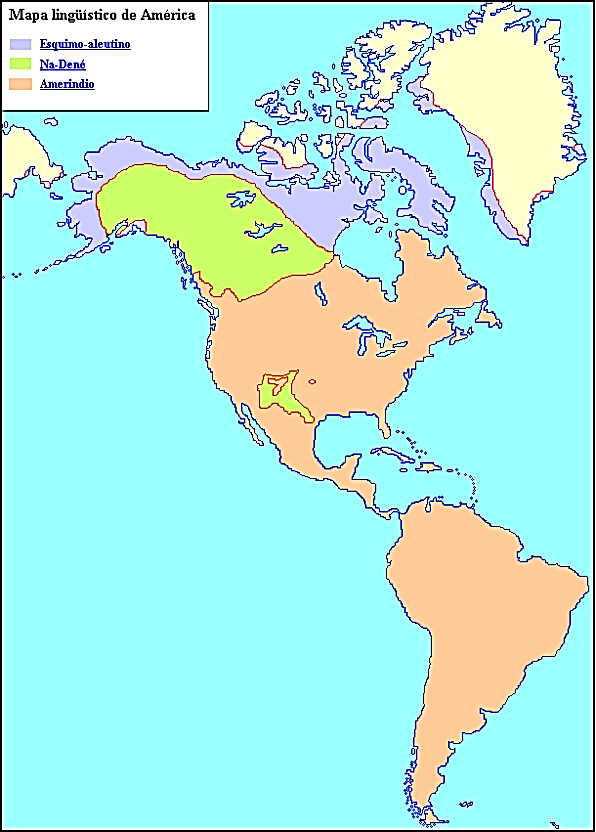 Mapa lingüístico de América
Esquimo-aleutino
Na-Dené
Amerindio